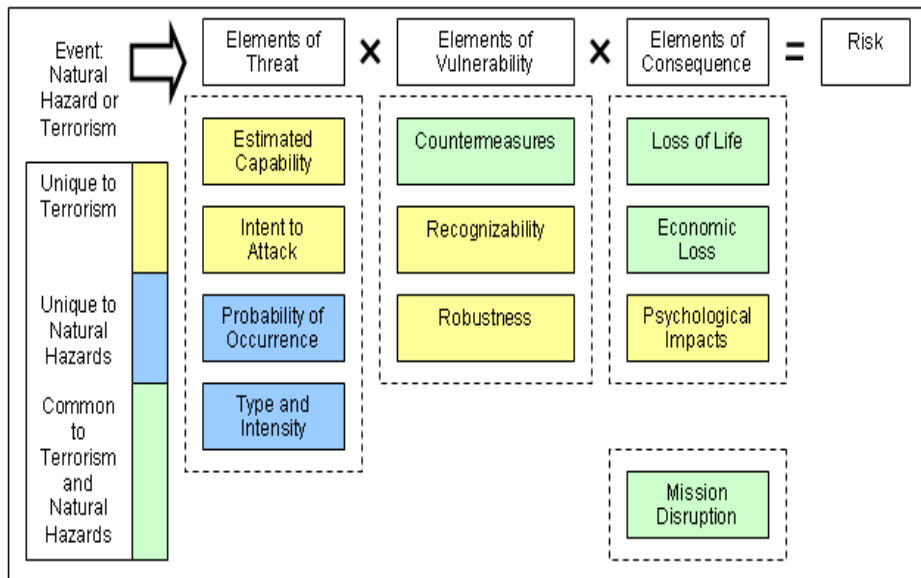 Event:
Natural
Hazard or
Terrorism
Elements of
Threat
×
Elements of
Vulnerability
×
Elements of
Consequence
=
Risk
Unique to
Terrorism
Unique to
Natural
Hazards
Common
to
Terrorism
and
Natural
Hazards
Estimated
Capability
Intent to
Attack
Probability of
Occurrence
Type and
Intensity
Countermeasures
Recognizability
Robustness
Loss of Life
Economic
Loss
Psychological
Impacts
Mission
Disruption